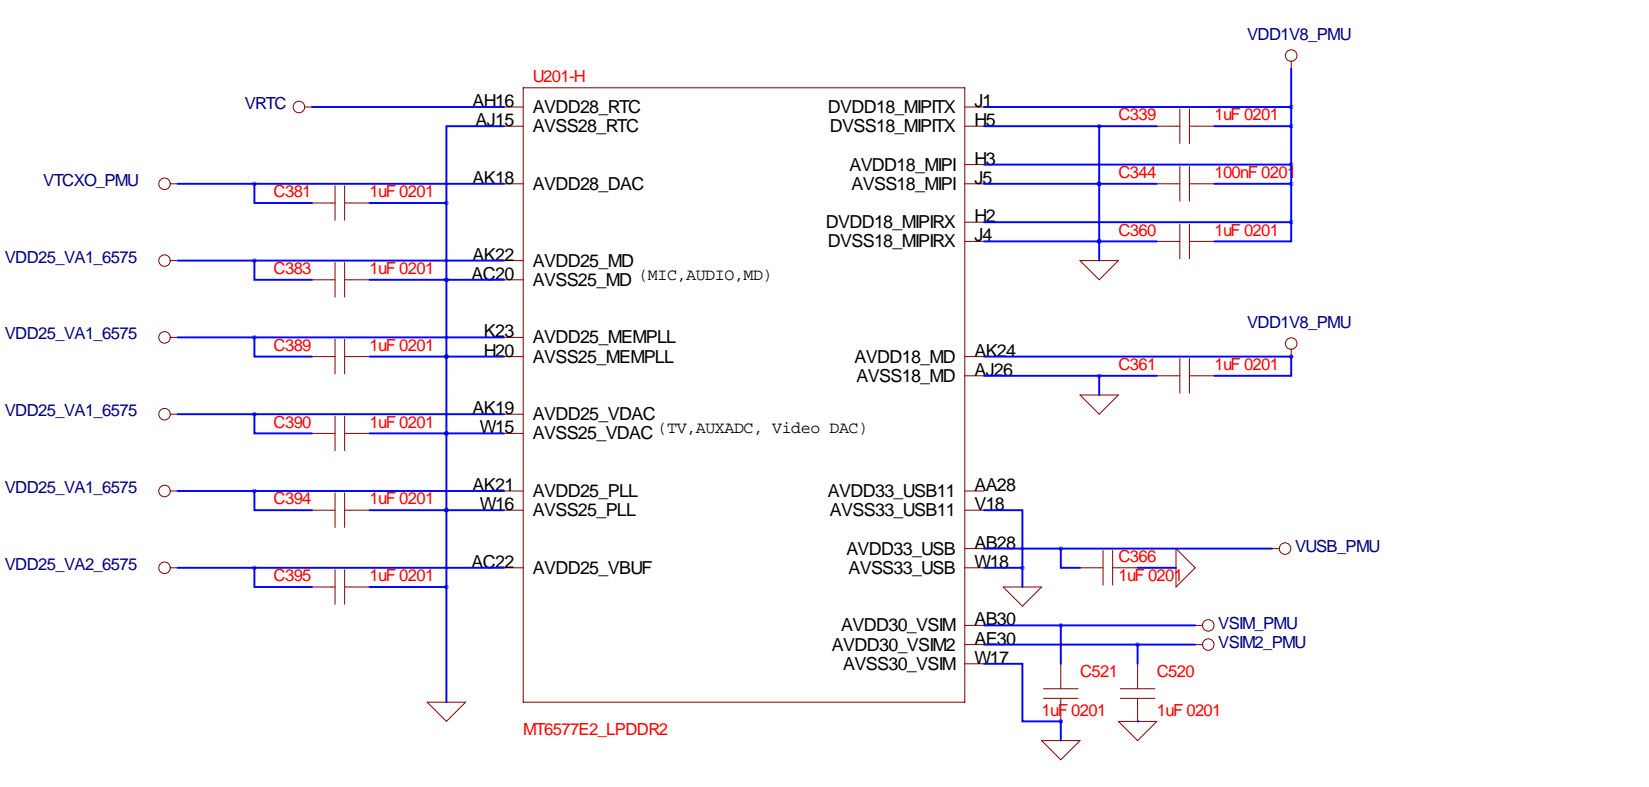 VDD1V8_PMU
U201-H
VRTC
AH16
AVDD28_RTC
DVDD18_MIPITX
J1
AJ15
AVSS28_RTC
DVSS18_MIPITX
H5
C339
1uF 0201
AVDD18_MIPI
H3
VTCXO_PMU
AK18
AVDD28_DAC
AVSS18_MIPI
J5
C344
100nF 0201
C381
1uF 0201
DVDD18_MIPIRX
H2
DVSS18_MIPIRX
J4
C360
1uF 0201
VDD25_VA1_6575
AK22
AVDD25_MD
C383
1uF 0201
AC20
AVSS25_MD
(MIC,AUDIO,MD)
VDD1V8_PMU
VDD25_VA1_6575
K23
AVDD25_MEMPLL
C389
1uF 0201
H20
AVSS25_MEMPLL
AVDD18_MD
AK24
AVSS18_MD
AJ26
C361
1uF 0201
VDD25_VA1_6575
AK19
AVDD25_VDAC
C390
1uF 0201
W15
AVSS25_VDAC
(TV,AUXADC, Video DAC)
VDD25_VA1_6575
AK21
AVDD25_PLL
AVDD33_USB11
AA28
C394
1uF 0201
W16
AVSS25_PLL
AVSS33_USB11
V18
AVDD33_USB
AB28
VUSB_PMU
VDD25_VA2_6575
AC22
AVDD25_VBUF
AVSS33_USB
W18
C366
1uF 0201
C395
1uF 0201
AVDD30_VSIM
AB30
VSIM_PMU
AVDD30_VSIM2
AE30
VSIM2_PMU
AVSS30_VSIM
W17
C521
C520
1uF 0201
1uF 0201
MT6577E2_LPDDR2